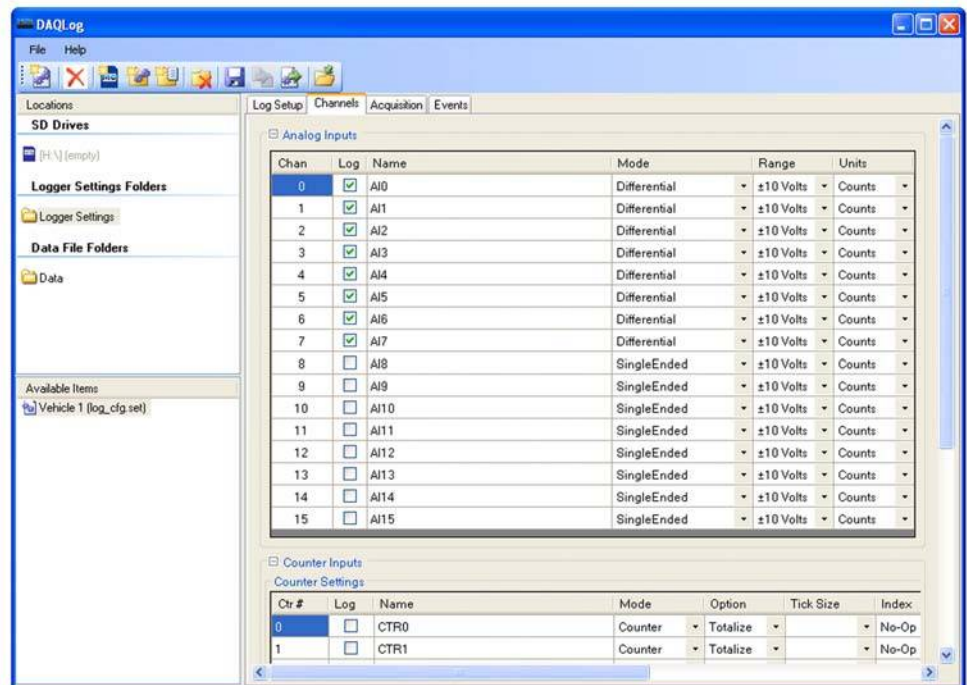 DAQLog
File Help
Locations
SD Drives
[H:\] (empty)
Logger Settings Folders
Logger Settings
Data File Folders
Data
Available Items
Vehicle 1 (log_cfg.set)
Log Setup Channels Acquisition Events
Analog Inputs
Chan Log Name Mode Range Units
0 AI0 Differential ±10 Volts Counts
1 AI1 Differential ±10 Volts Counts
2 AI2 Differential ±10 Volts Counts
3 AI3 Differential ±10 Volts Counts
4 AI4 Differential ±10 Volts Counts
5 AI5 Differential ±10 Volts Counts
6 AI6 Differential ±10 Volts Counts
7 AI7 Differential ±10 Volts Counts
8 AI8 SingleEnded ±10 Volts Counts
9 AI9 SingleEnded ±10 Volts Counts
10 AI10 SingleEnded ±10 Volts Counts
11 AI11 SingleEnded ±10 Volts Counts
12 AI12 SingleEnded ±10 Volts Counts
13 AI13 SingleEnded ±10 Volts Counts
14 AI14 SingleEnded ±10 Volts Counts
15 AI15 SingleEnded ±10 Volts Counts
Counter Inputs
Counter Settings
Ctr # Log Name Mode Option Tick Size Index
0 CTR0 Counter Totalize No-Op
1 CTR1 Counter Totalize No-Op